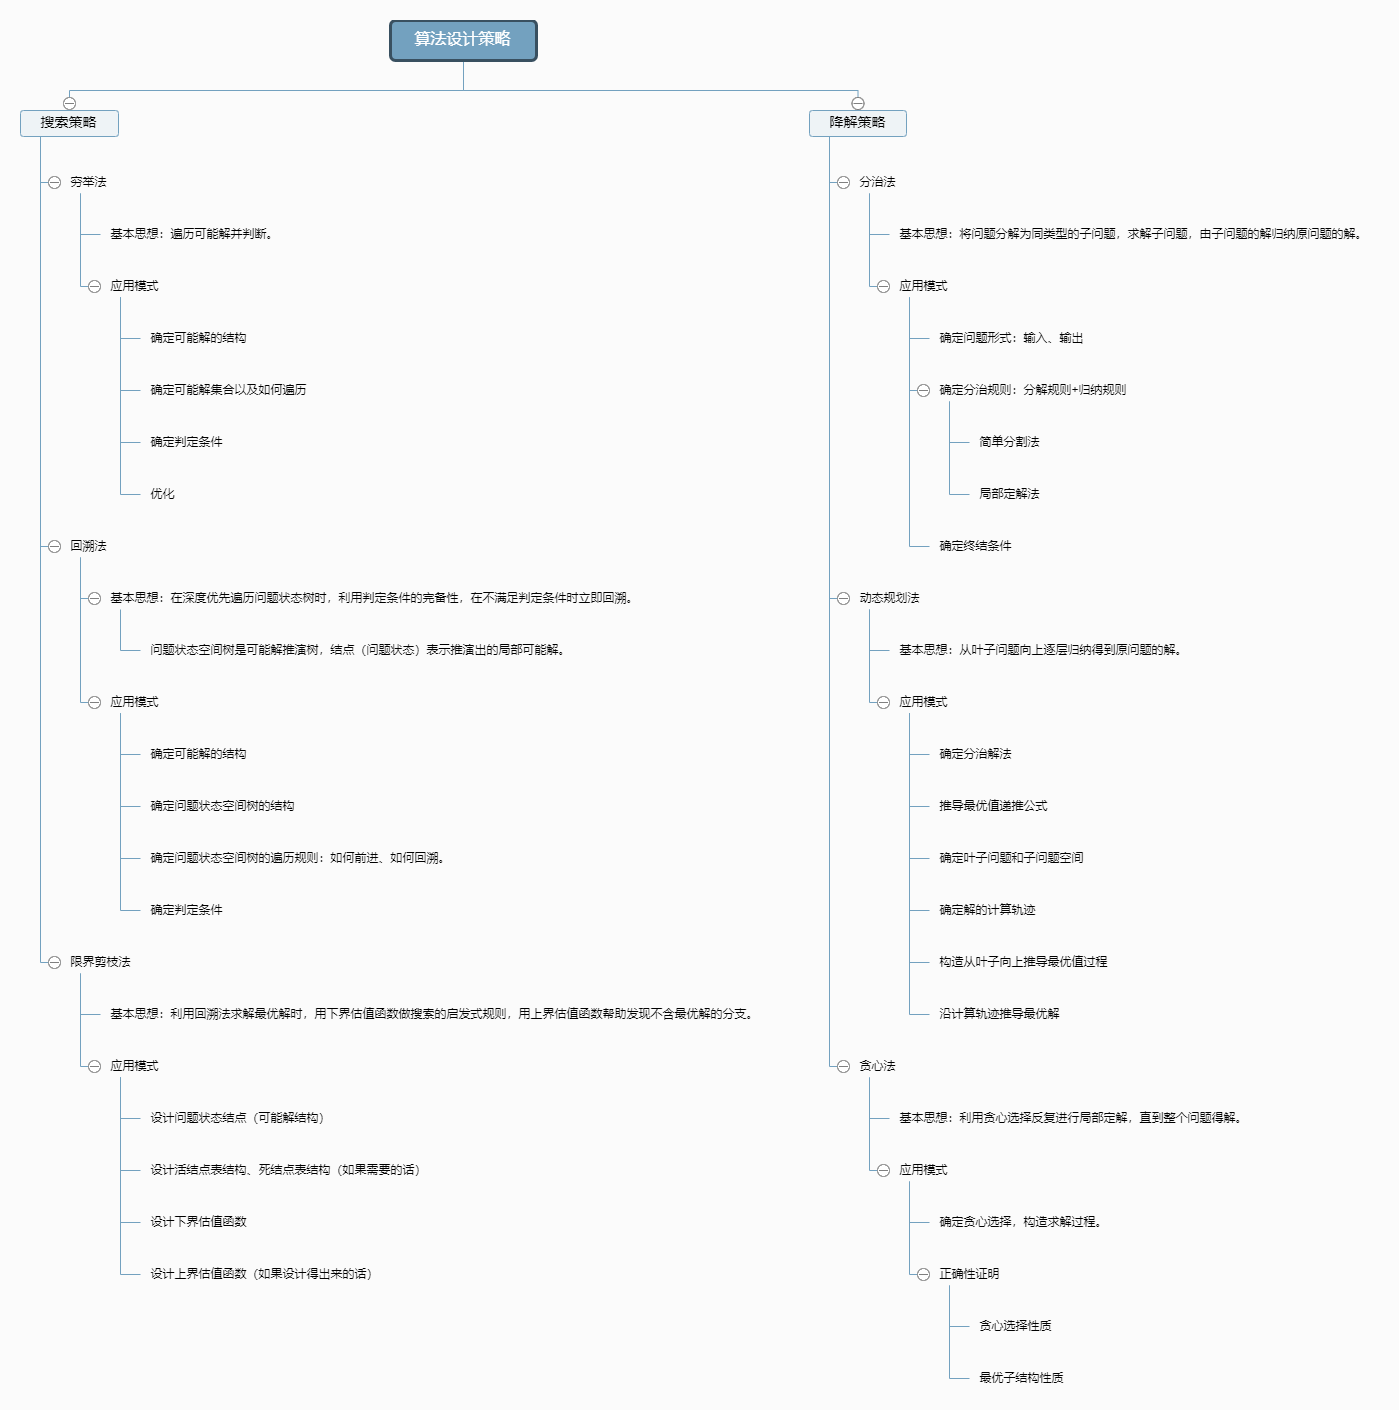 算法设计策略
搜索策略
穷举法
基本思想：遍历可能解并判断。
应用模式
确定可能解的结构
确定可能解集合以及如何遍历
确定判定条件
优化
回溯法
基本思想：在深度优先遍历问题状态树时，利用判定条件的完备性，在不满足判定条件时立即回溯。
问题状态空间树是可能解推演树，结点（问题状态）表示推演出的局部可能解。
应用模式
确定可能解的结构
确定问题状态空间树的结构
确定问题状态空间树的遍历规则：如何前进、如何回溯。
确定判定条件
限界剪枝法
基本思想：利用回溯法求解最优解时，用下界估值函数做搜索的启发式规则，用上界估值函数帮助发现不含最优解的分支。
应用模式
设计问题状态结点（可能解结构）
设计活结点表结构、死结点表结构（如果需要的话）
设计下界估值函数
设计上界估值函数（如果设计得出来的话）
降解策略
分治法
基本思想：将问题分解为同类型的子问题，求解子问题，由子问题的解归纳原问题的解。
应用模式
确定问题形式：输入、输出
确定分治规则：分解规则+归纳规则
简单分割法
局部定解法
确定终结条件
动态规划法
基本思想：从叶子问题向上逐层归纳得到原问题的解。
应用模式
确定分治解法
推导最优值递推公式
确定叶子问题和子问题空间
确定解的计算轨迹
构造从叶子向上推导最优值过程
沿计算轨迹推导最优解
贪心法
基本思想：利用贪心选择反复进行局部定解，直到整个问题得解。
应用模式
确定贪心选择，构造求解过程。
正确性证明
贪心选择性质
最优子结构性质